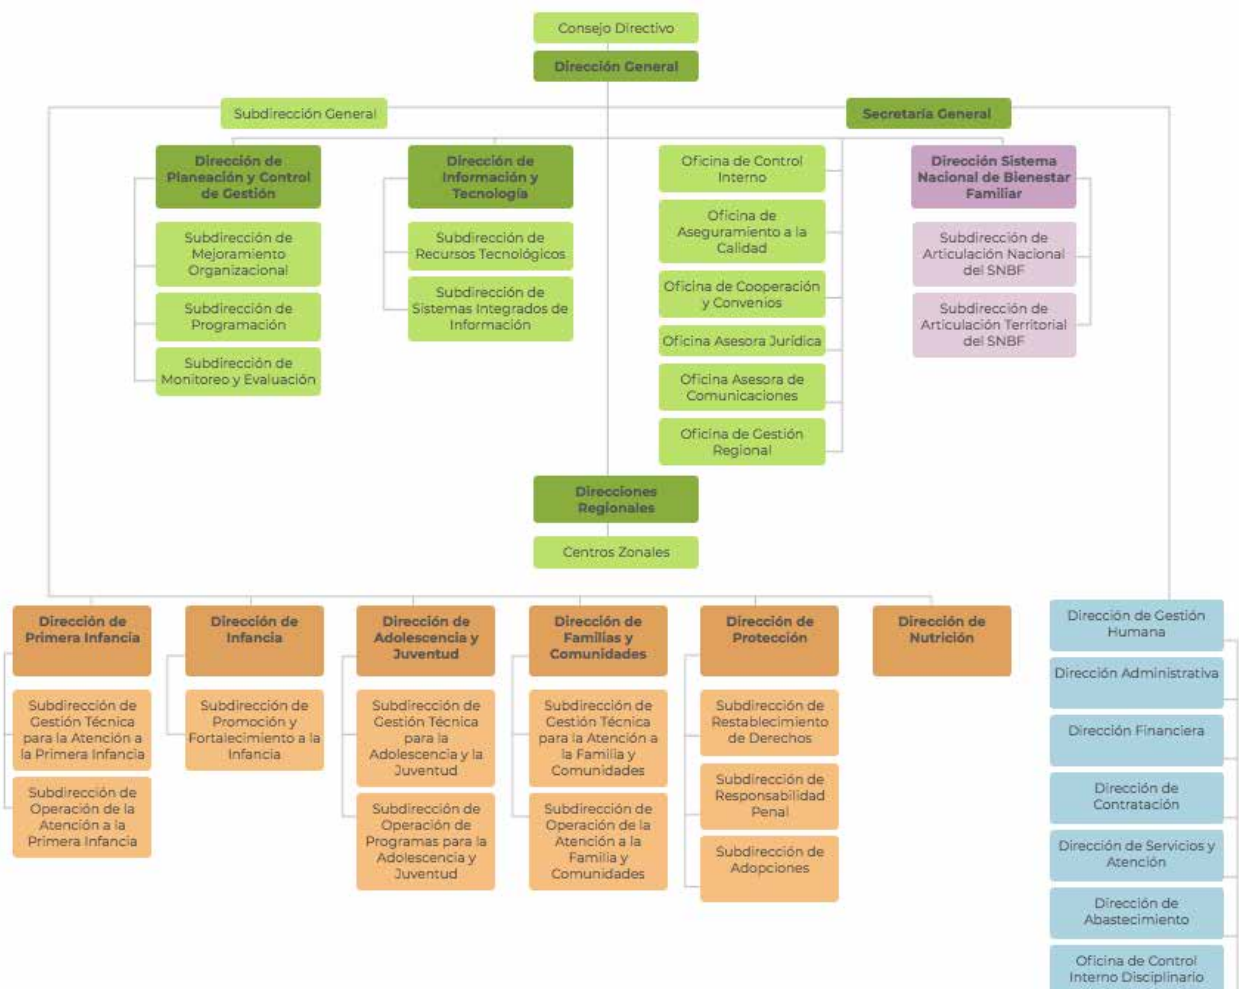 Consejo Directivo
Dirección General
Subdirección General
Secretaría General
Dirección de
Planeación y Control
de Gestión
Subdirección de
Mejoramiento
Organizacional
Subdirección de
Programación
Subdirección de
Monitoreo y Evaluación
Dirección de
Información y
Tecnología
Subdirección de
Recursos Tecnológicos
Subdirección de
Sistemas Integrados de
Información
Oficina de Control
Interno
Oficina de
Aseguramiento a la
Calidad
Oficina de Cooperación
y Convenios
Oficina Asesora Jurídica
Oficina Asesora de
Comunicaciones
Oficina de Gestión
Regional
Dirección Sistema
Nacional de Bienestar
Familiar
Subdirección de
Articulación Nacional
del SNBF
Subdirección de
Articulación Territorial
del SNBF
Direcciones
Regionales
Centros Zonales
Dirección de
Primera Infancia
Subdirección de
Gestión Técnica
para la Atención a
la Primera Infancia
Subdirección de
Operación de la
Atención a la
Primera Infancia
Dirección de
Infancia
Subdirección de
Promoción y
Fortalecimiento a la
Infancia
Dirección de
Adolescencia y
Juventud
Subdirección de
Gestión Técnica
para la
Adolescencia y la
Juventud
Subdirección de
Operación de
Programas para la
Adolescencia y
Juventud
Dirección de
Familias y
Comunidades
Subdirección de
Gestión Técnica
para la Atención a
la Familia y
Comunidades
Subdirección de
Operación de la
Atención a la
Familia y
Comunidades
Dirección de
Protección
Subdirección de
Restablecimiento
de Derechos
Subdirección de
Responsabilidad
Penal
Subdirección de
Adopciones
Dirección de
Nutrición
Dirección de Gestión
Humana
Dirección Administrativa
Dirección Financiera
Dirección de
Contratación
Dirección de Servicios y
Atención
Dirección de
Abastecimiento
Oficina de Control
Interno Disciplinario